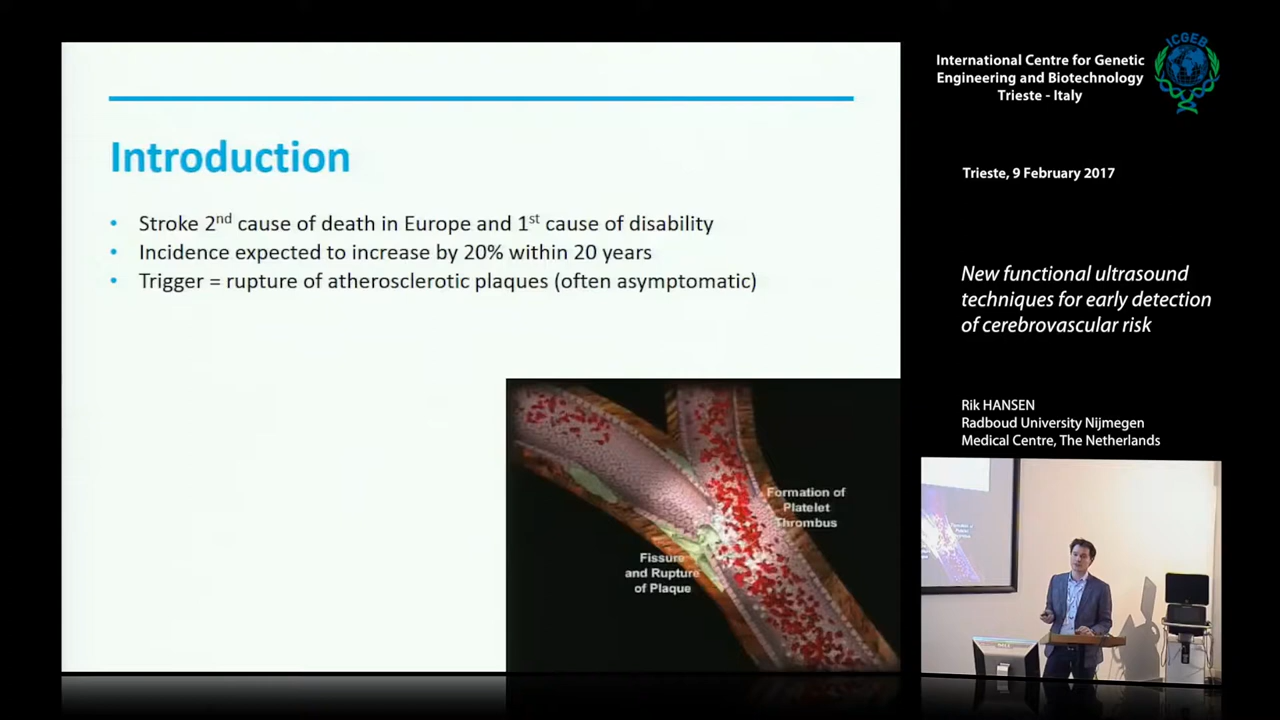 Introduction
• Stroke 2nd cause of death in Europe and 1st cause of disability
• Incidence expected to increase by 20% within 20 years
• Trigger = rupture of atherosclerotic plaques (often asymptomatic)
Formation of
Platelet
Thrombus
Fissure
and Rupture
of Plaque
International Centre for Genetic
Engineering and Biotechnology
Trieste - Italy
ICGEB
Trieste, 9 February 2017
New functional ultrasound
techniques for early detection
of cerebrovascular risk
Rik HANSEN
Radboud University Nijmegen
Medical Centre, The Netherlands